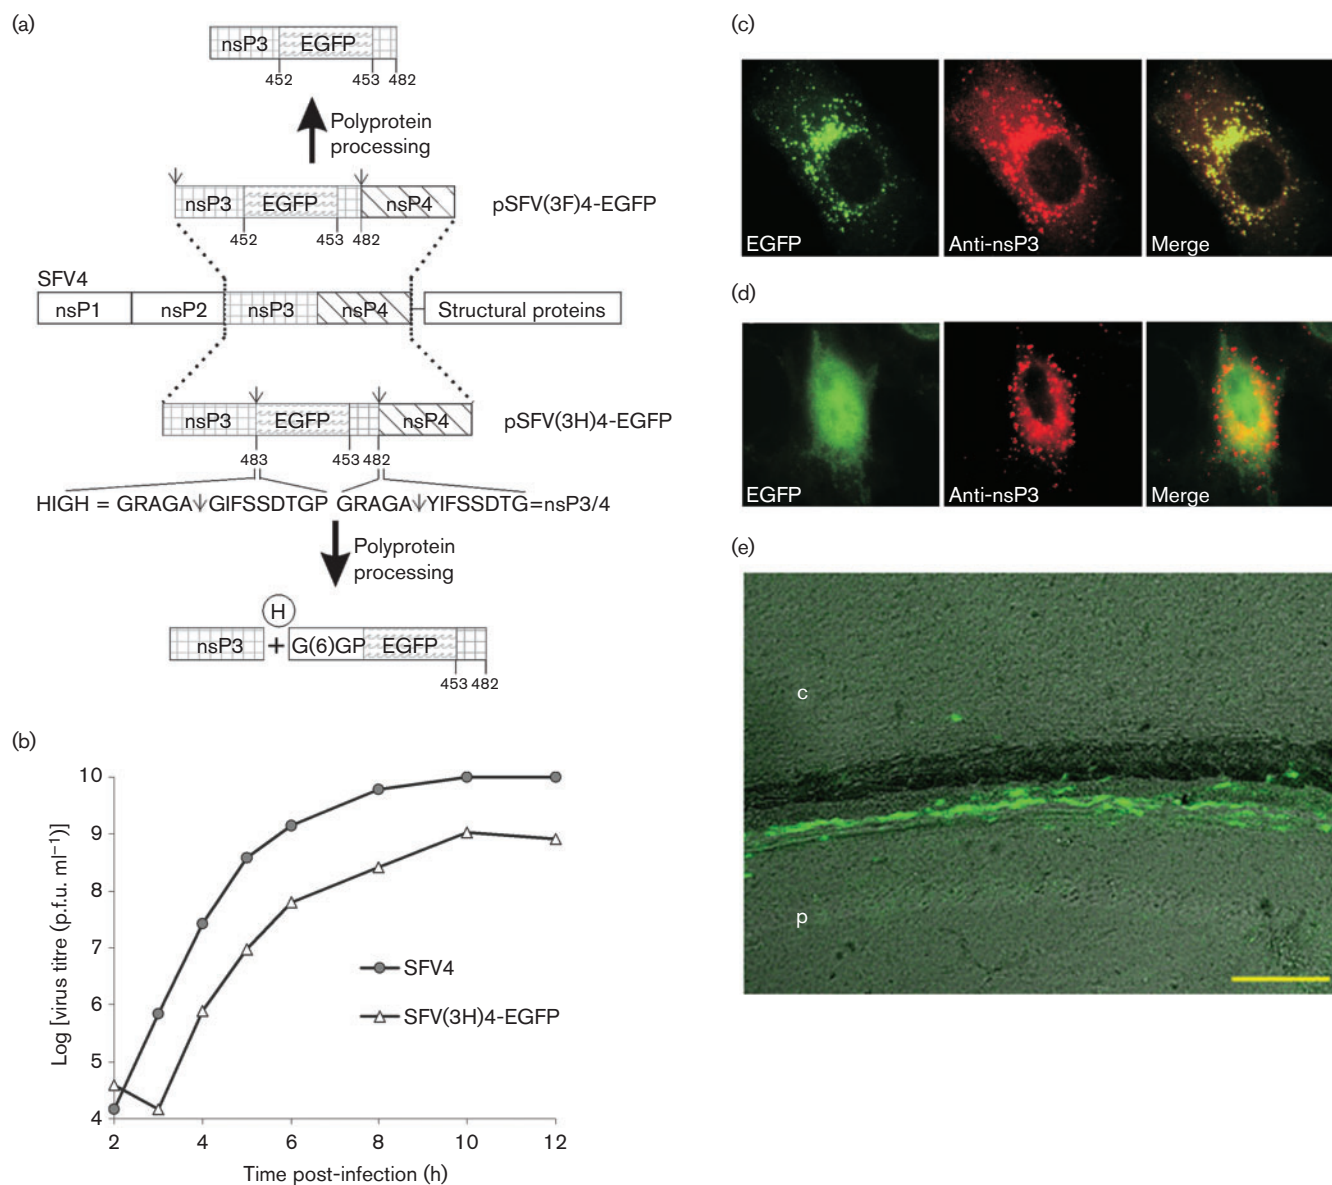 (a)
nsP3 EGFP
452 453 482
Polyprotein
processing
nsP3 EGFP nsP4 pSFV(3F)4-EGFP
452 453 482
SFV4
nsP1 nsP2 nsP3 nsP4 Structural proteins
nsP3 EGFP nsP4 pSFV(3H)4-EGFP
483 453 482
HIGH = GRAGA↓GIFSSDTGP GRAGA↓YIFSSDTG=nsP3/4
Polyprotein
processing
H
nsP3 + G(6)GP EGFP
453 482
(b)
Log [virus titre (p.f.u. ml⁻¹)]
10
9
8
7
6
5
4
2 4 6 8 10 12
Time post-infection (h)
SFV4
SFV(3H)4-EGFP
(c)
EGFP Anti-nsP3 Merge
(d)
EGFP Anti-nsP3 Merge
(e)
c
p